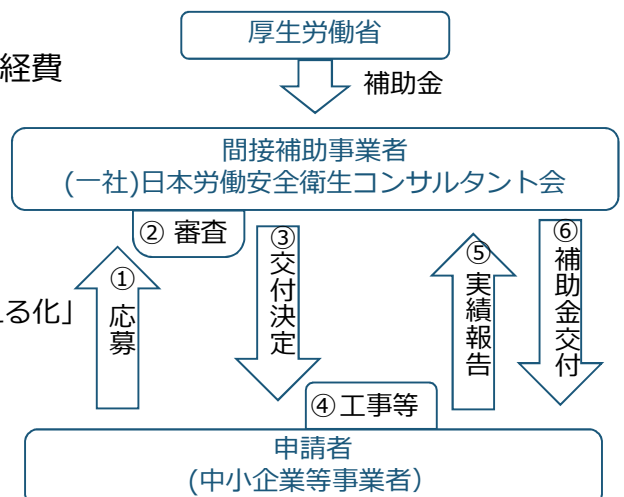 厚生労働省
経費
補助金
間接補助事業者
(一社)日本労働安全衛生コンサルタント会
② 審査
①応募
③交付決定
⑤実績報告
⑥補助金交付
る化」
④工事等
申請者
(中小企業等事業者）